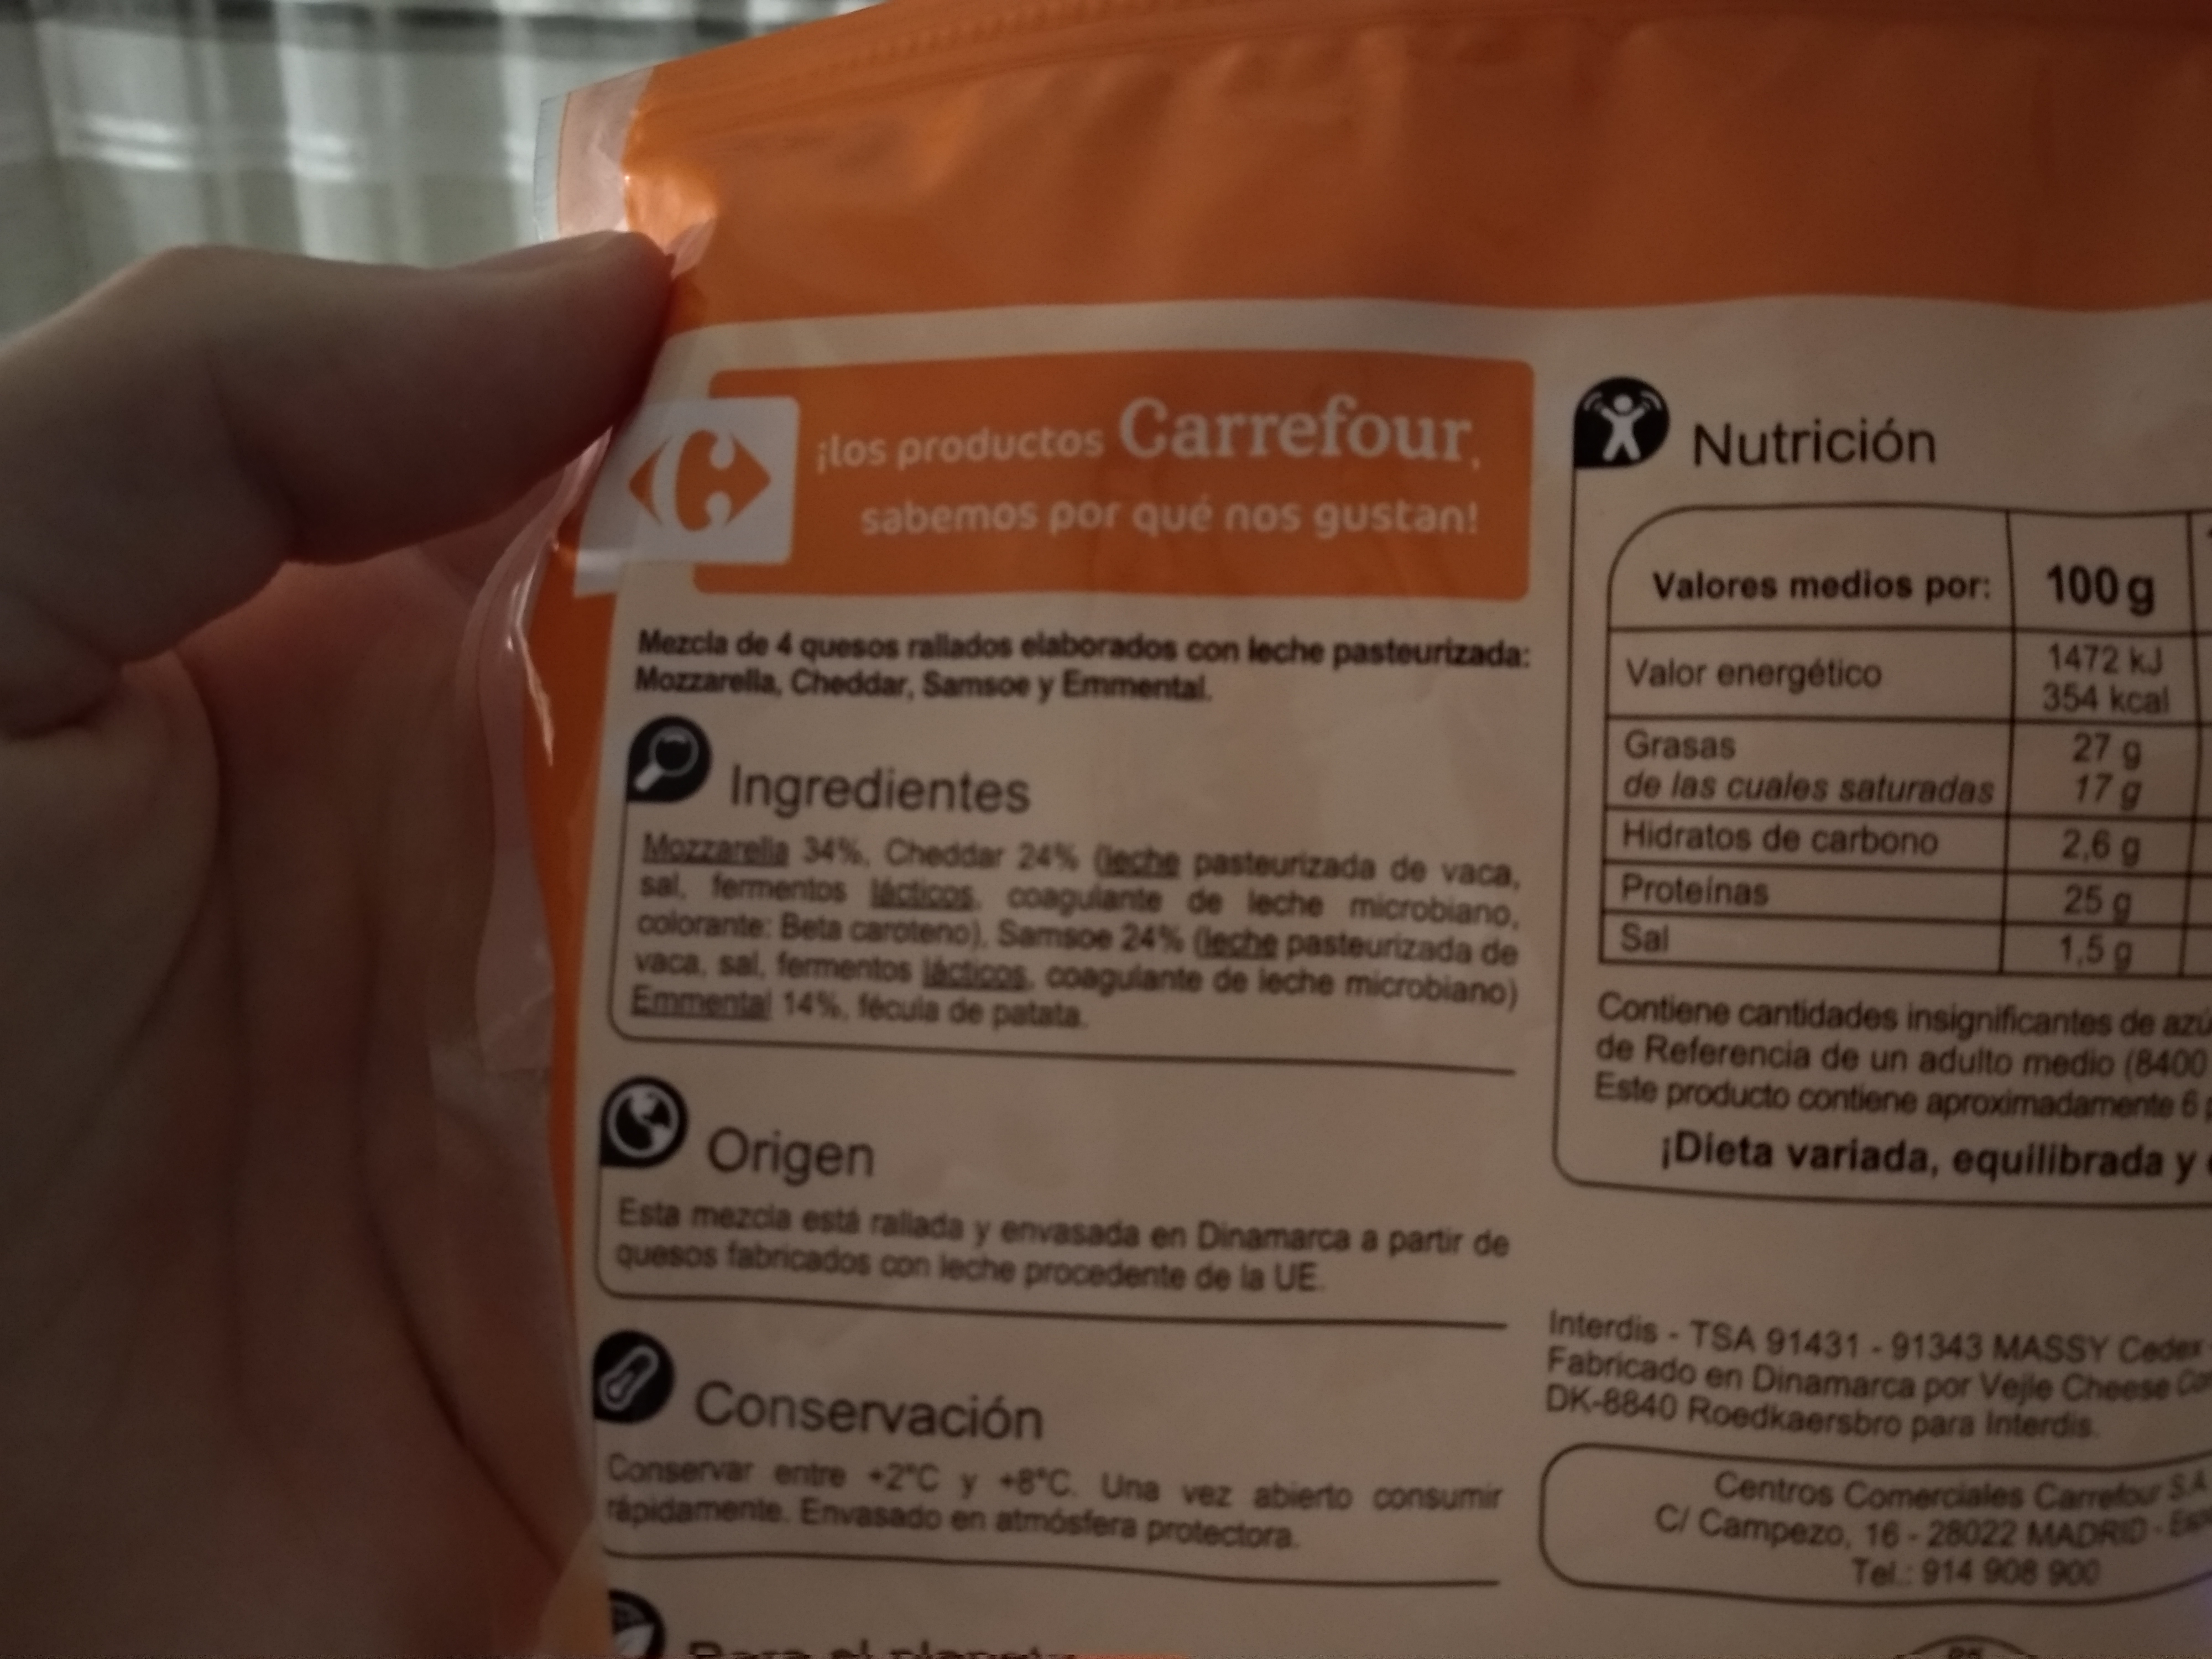 ¡los productos Carrefour,
sabemos por qué nos gustan!
Mezcla de 4 quesos rallados elaborados con leche pasteurizada:
Mozzarella, Cheddar, Samsoe y Emmental.
Ingredientes
Mozzarella 34%, Cheddar 24% (leche pasteurizada de vaca,
sal, fermentos lácticos, coagulante de leche microbiano,
colorante: Beta caroteno), Samsoe 24% (leche pasteurizada de
vaca, sal, fermentos lácticos, coagulante de leche microbiano)
Emmental 14%, fécula de patata.
Origen
Esta mezcla está rallada y envasada en Dinamarca a partir de
quesos fabricados con leche procedente de la UE.
Conservación
Conservar entre +2°C y +8°C. Una vez abierto consumir
rápidamente. Envasado en atmósfera protectora.
Nutrición
Valores medios por: 100 g
Valor energético 1472 kJ
354 kcal
Grasas 27 g
de las cuales saturadas 17 g
Hidratos de carbono 2,6 g
Proteínas 25 g
Sal 1,5 g
Contiene cantidades insignificantes de
de Referencia de un adulto medio (8400
Este producto contiene aproximadamente 6
¡Dieta variada, equilibrada y
Interdis - TSA 91431 - 91343 MASSY Cedex
Fabricado en Dinamarca por Vejle Cheese
DK-8840 Roedkaersbro para Interdis.
Centros Comerciales Carrefour S.A
C/ Campezo, 16 - 28022 MADRID -
Tel.: 914 908 900